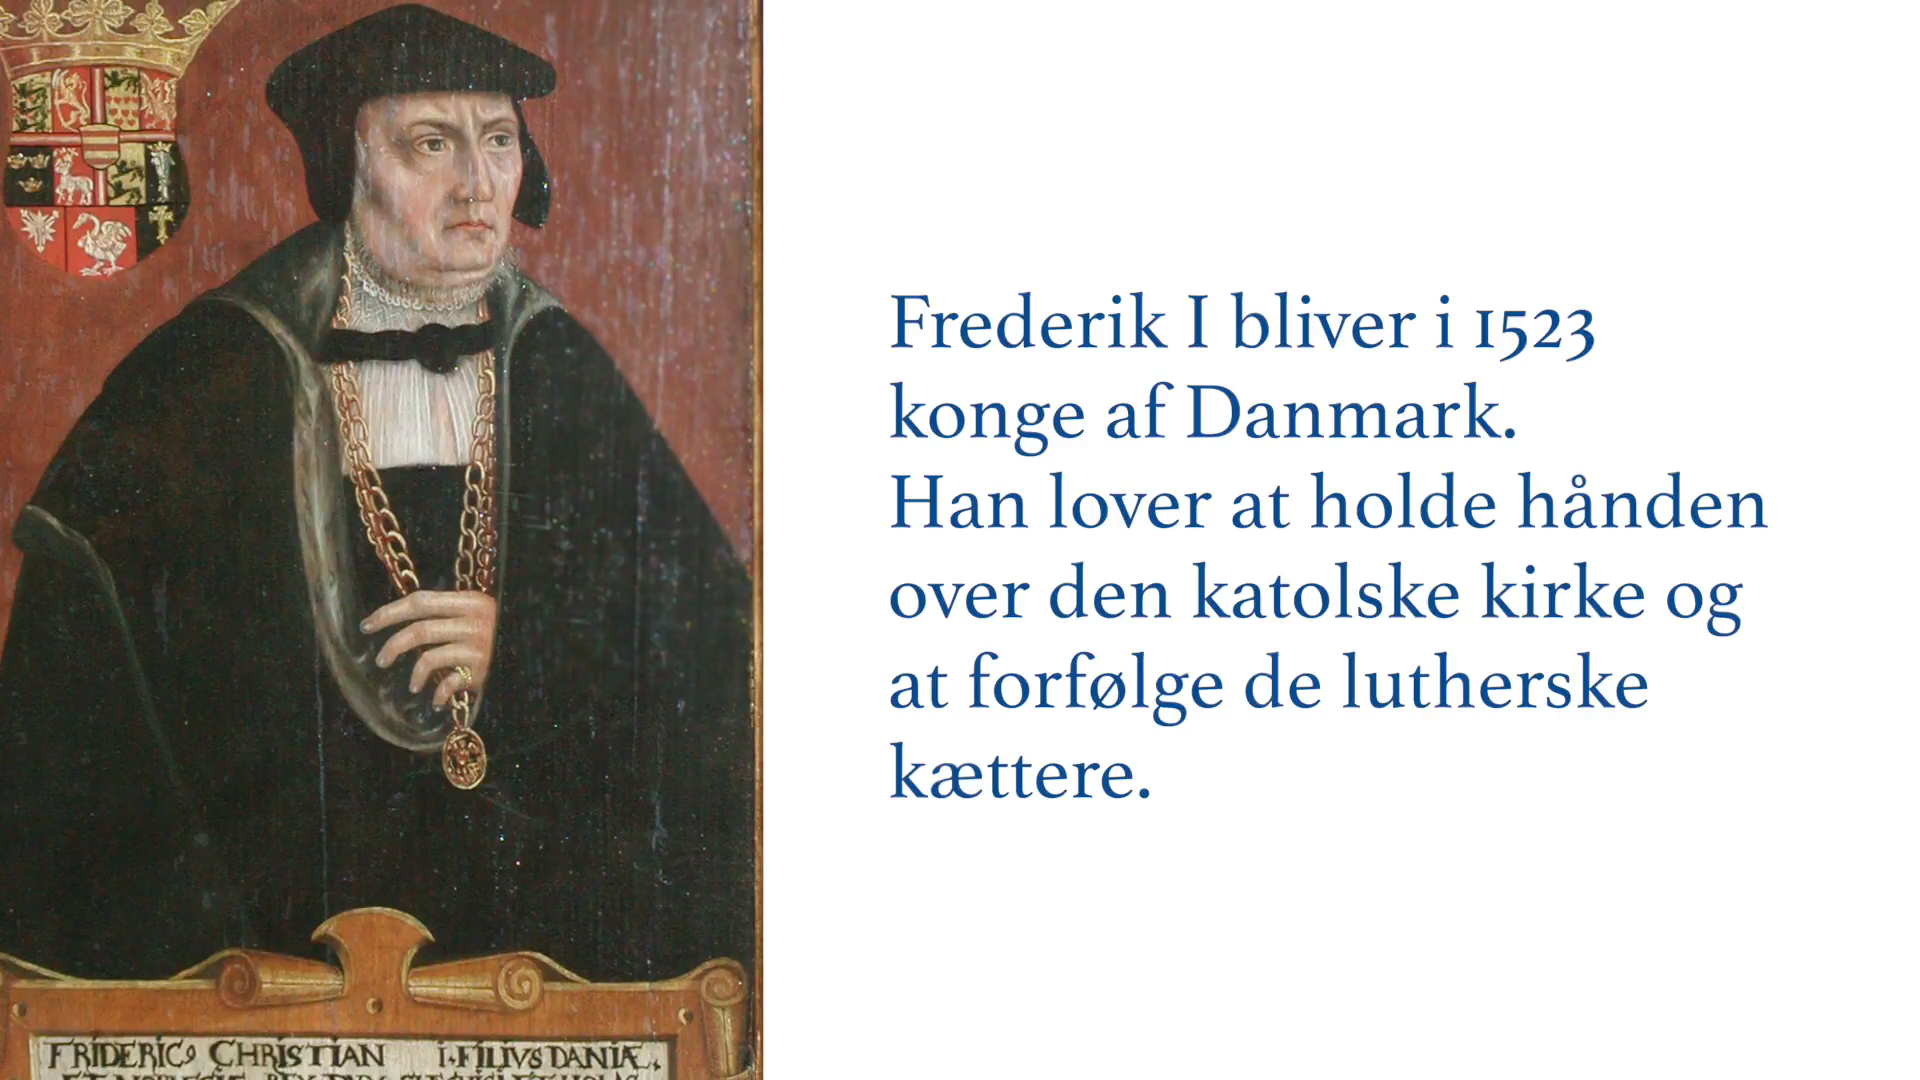 Frederik I bliver i 1523
konge af Danmark.
Han lover at holde hånden
over den katolske kirke og
at forfølge de lutherske
kættere.
FRIDERIC9 CHRISTIAN I·FILIVS DANIÆ,